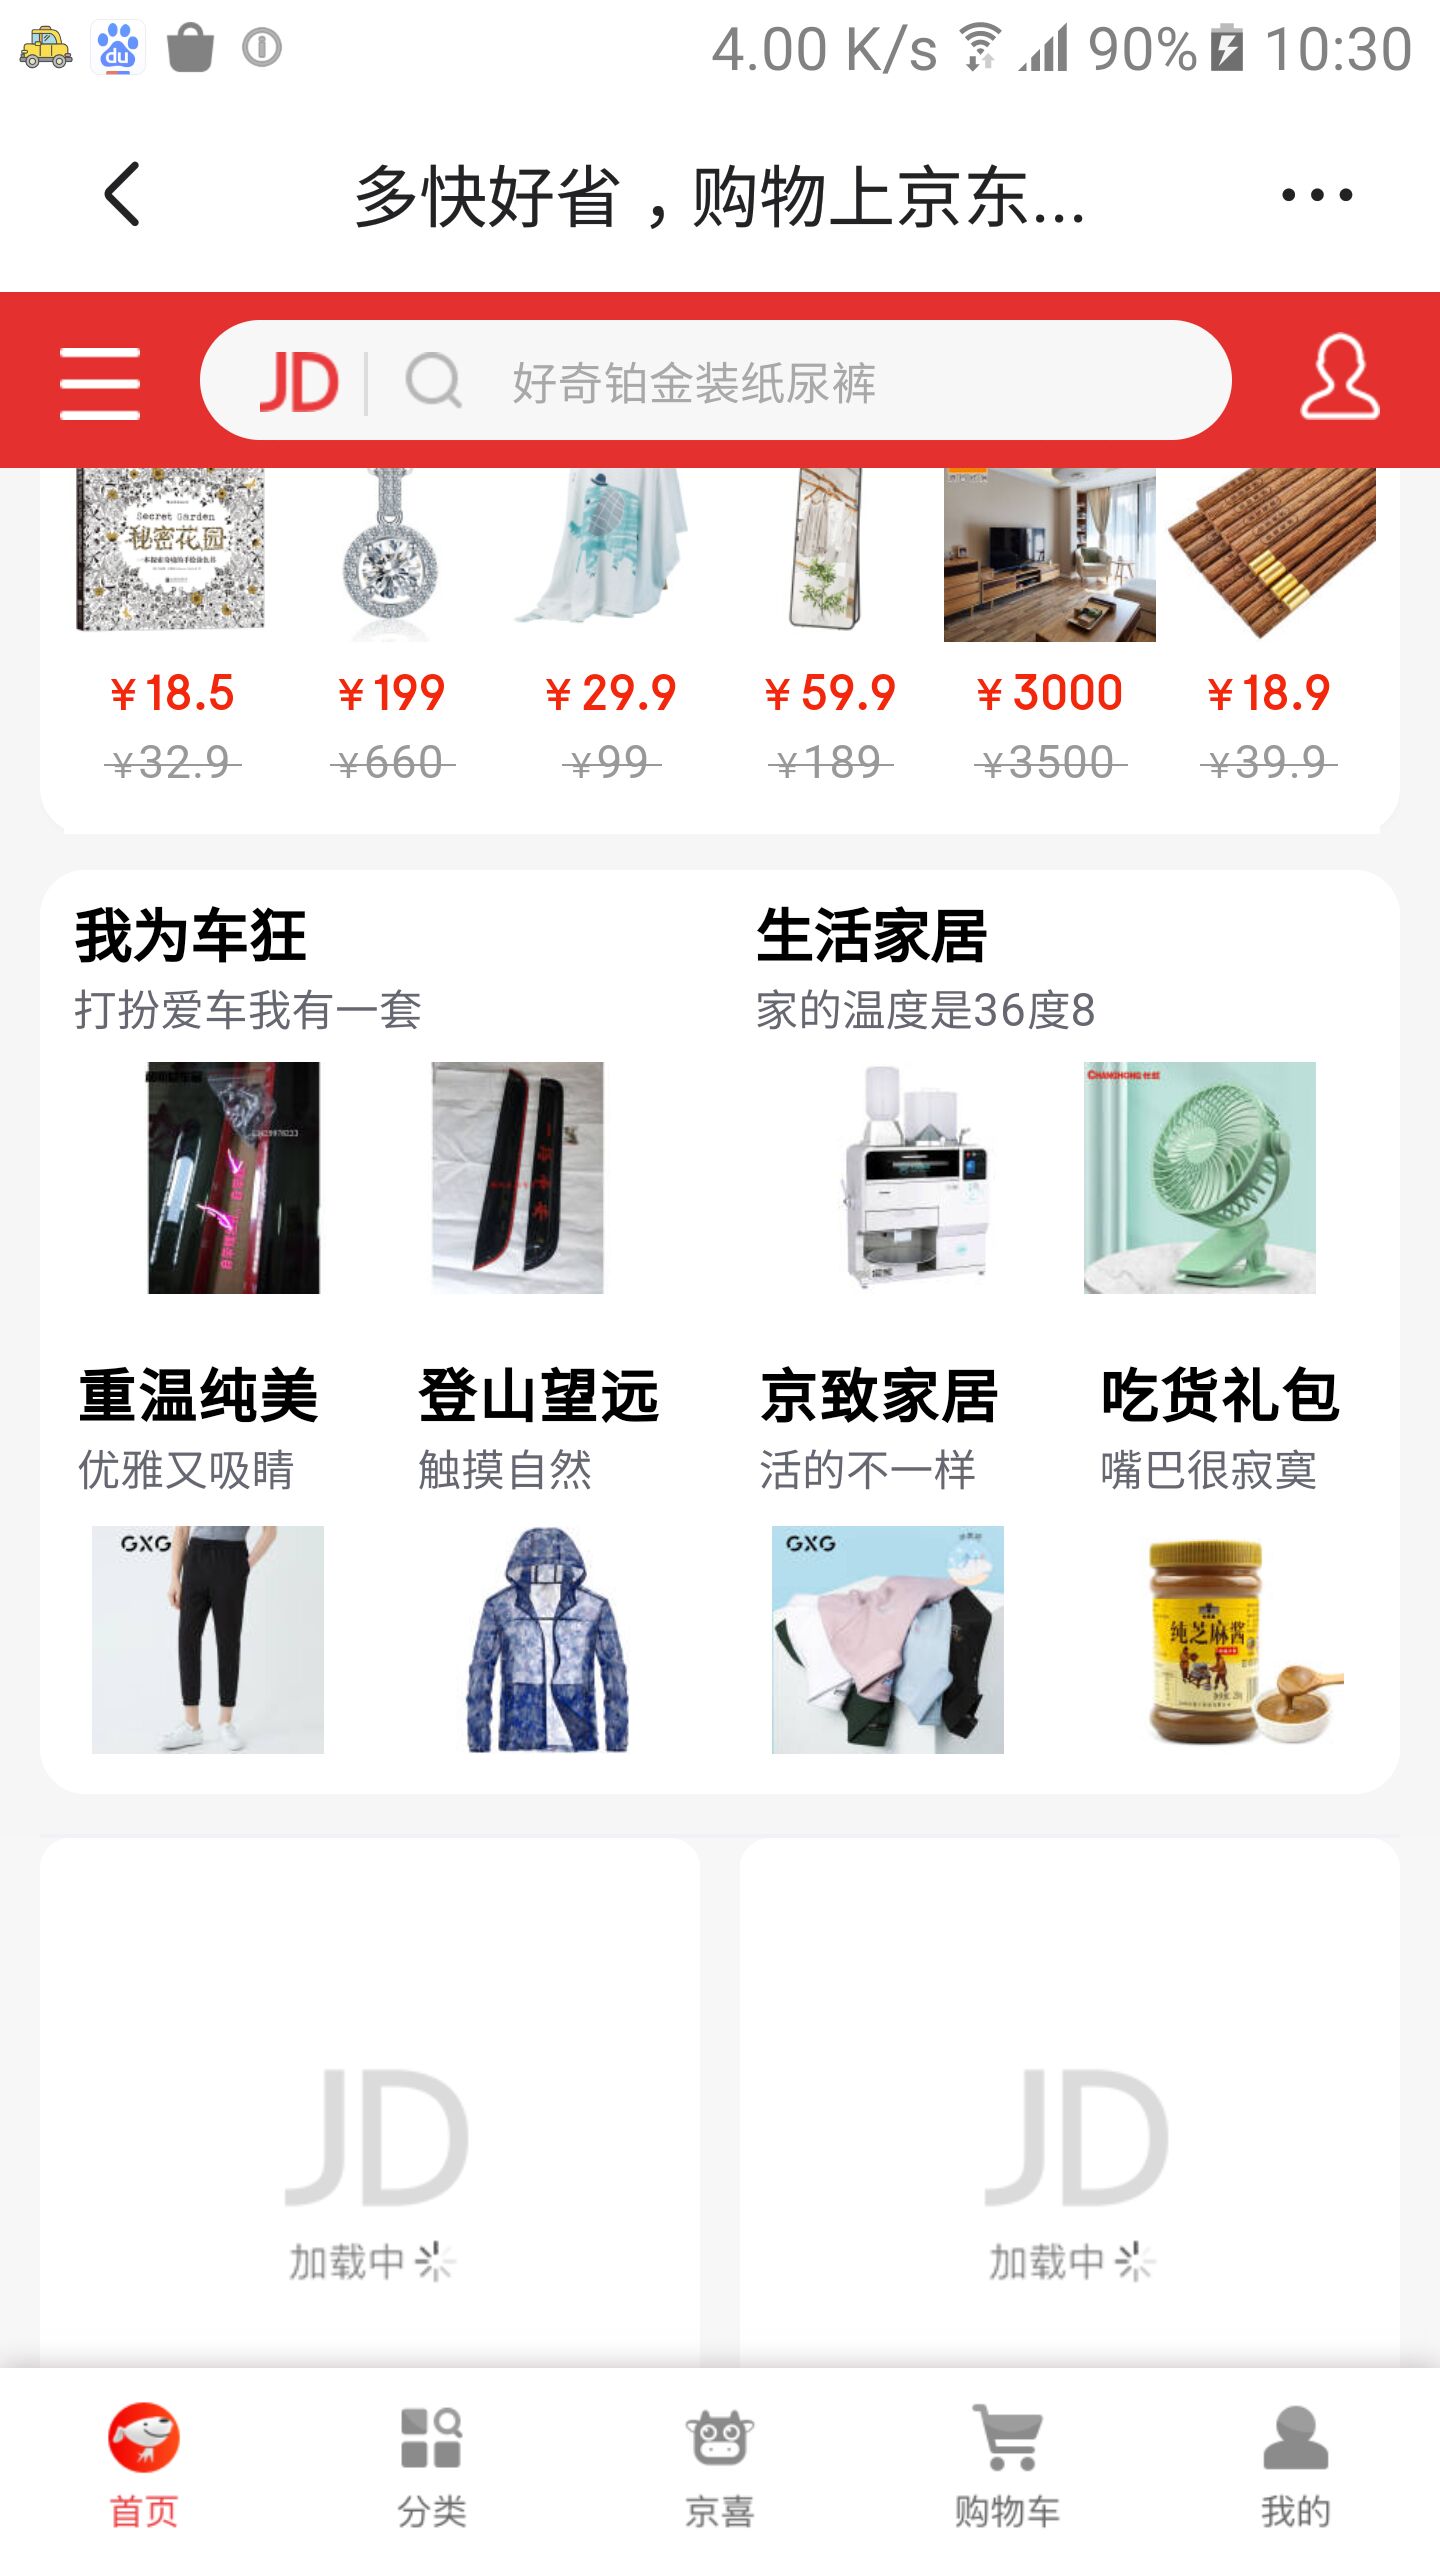 4.00 K/s 90% 10:30
多快好省，购物上京东...
JD 好奇铂金装纸尿裤
Secret Garden
秘密花园
¥18.5 ¥199 ¥29.9 ¥59.9 ¥3000 ¥18.9
¥32.9 ¥660 ¥99 ¥189 ¥3500 ¥39.9
我为车狂 生活家居
打扮爱车我有一套 家的温度是36度8
CHANGHONG 长虹
重温纯美 登山望远 京致家居 吃货礼包
优雅又吸睛 触摸自然 活的不一样 嘴巴很寂寞
GXG GXG
纯芝麻酱
JD JD
加载中 加载中
首页 分类 京喜 购物车 我的